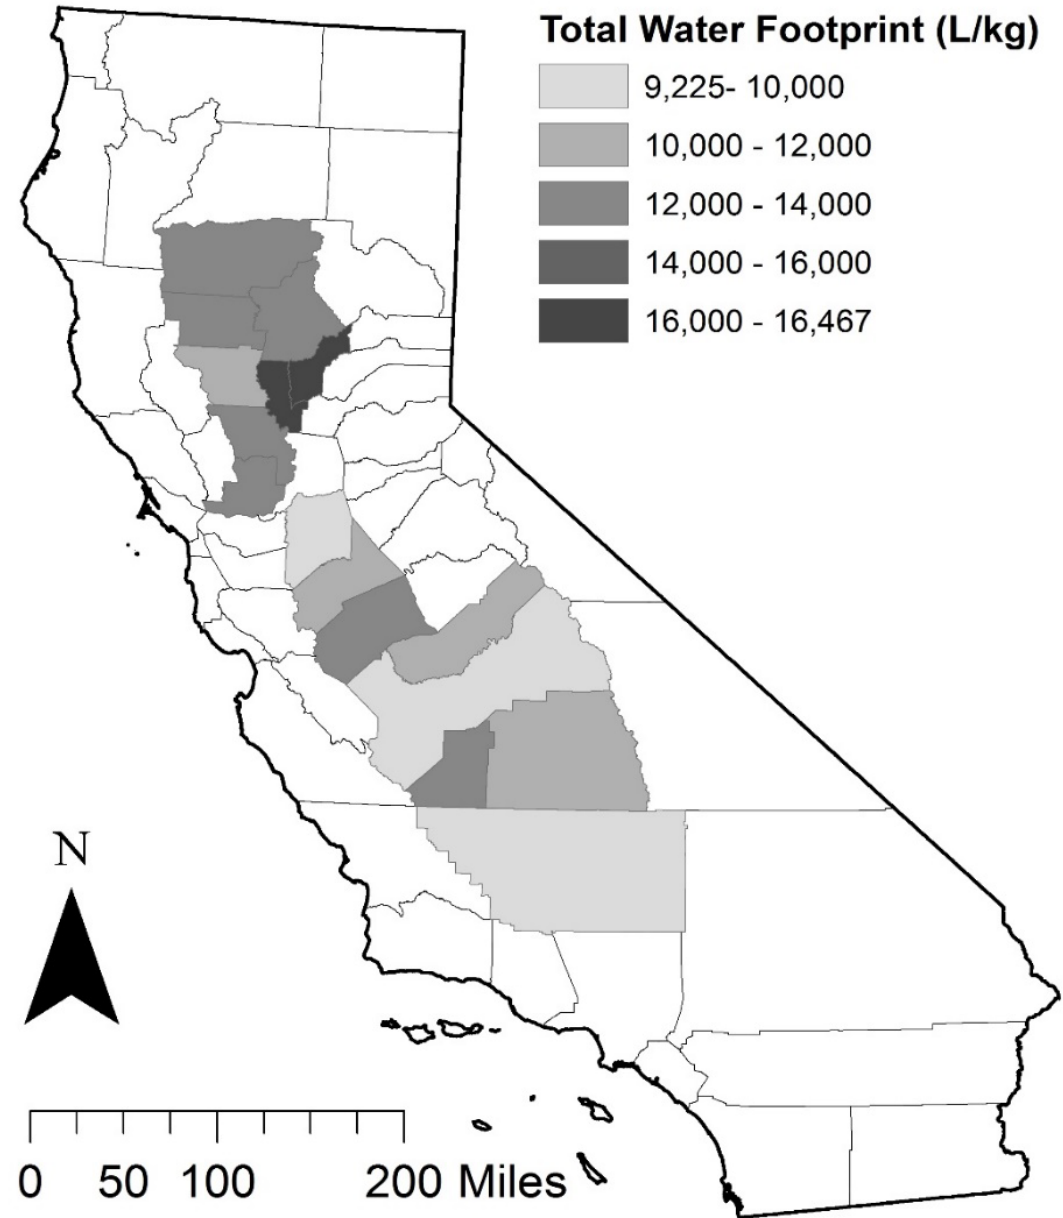 Total Water Footprint (L/kg)
9,225- 10,000
10,000 - 12,000
12,000 - 14,000
14,000 - 16,000
16,000 - 16,467
N
0 50 100 200 Miles